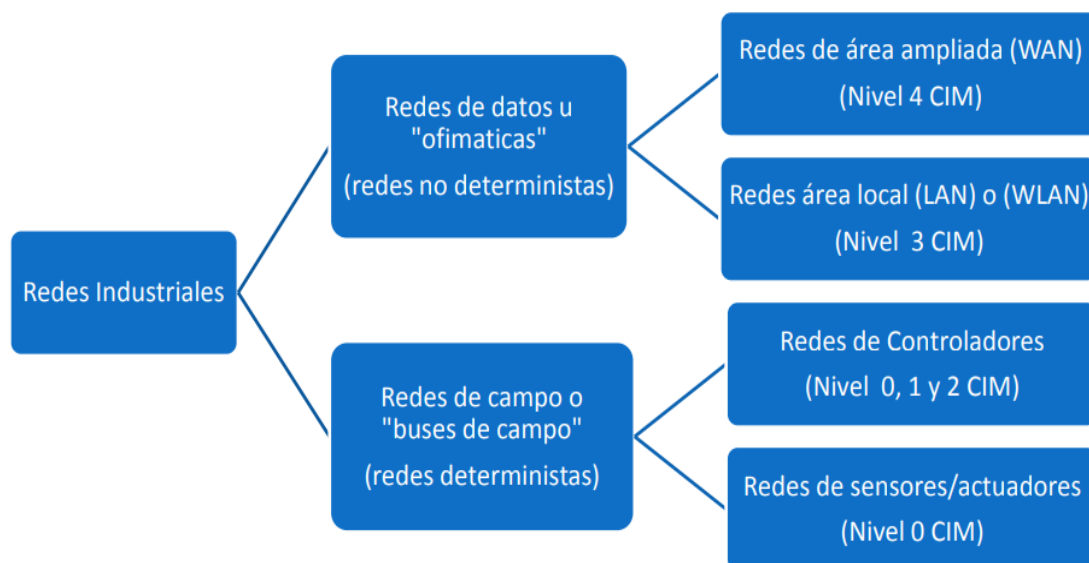 Redes Industriales
Redes de datos u
"ofimaticas"
(redes no deterministas)
Redes de área ampliada (WAN)
(Nivel 4 CIM)
Redes área local (LAN) o (WLAN)
(Nivel 3 CIM)
Redes de campo o
"buses de campo"
(redes deterministas)
Redes de Controladores
(Nivel 0, 1 y 2 CIM)
Redes de sensores/actuadores
(Nivel 0 CIM)